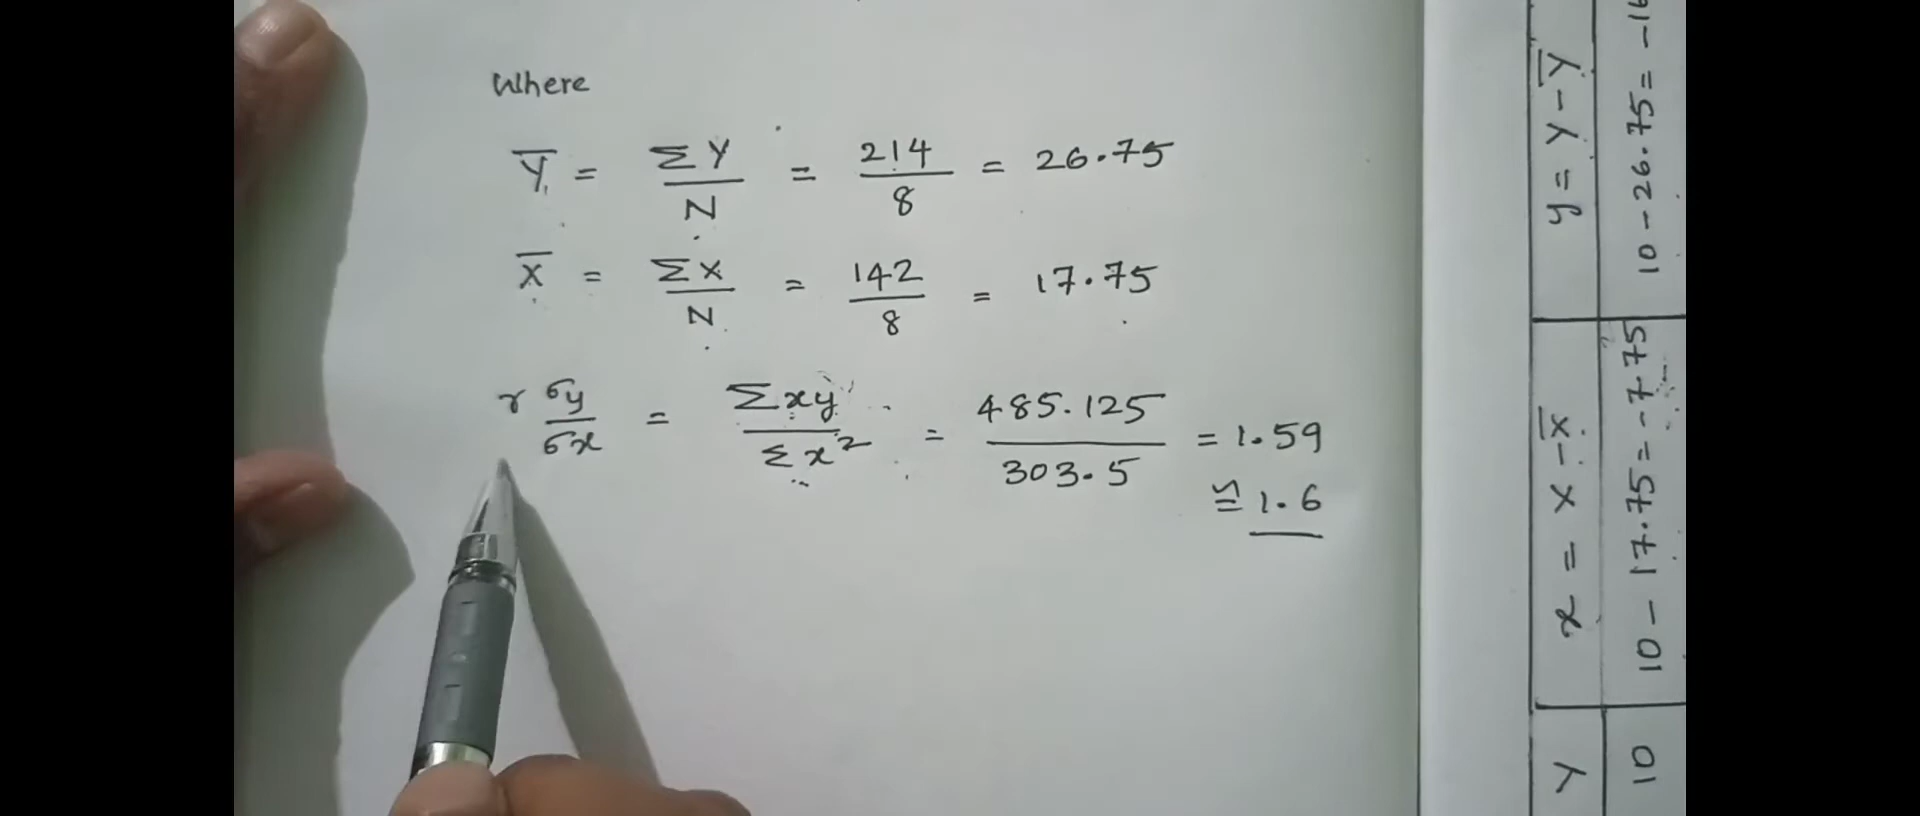 Where
Y̅ = ΣY / N = 214 / 8 = 26.75
X̅ = ΣX / N = 142 / 8 = 17.75
r σy / σx = Σxy / Σx² = 485.125 / 303.5 = 1.59
≅ 1.6
Y x = X - X̅ y = Y - Y̅
10 10 - 17.75 = -7.75 10 - 26.75 =